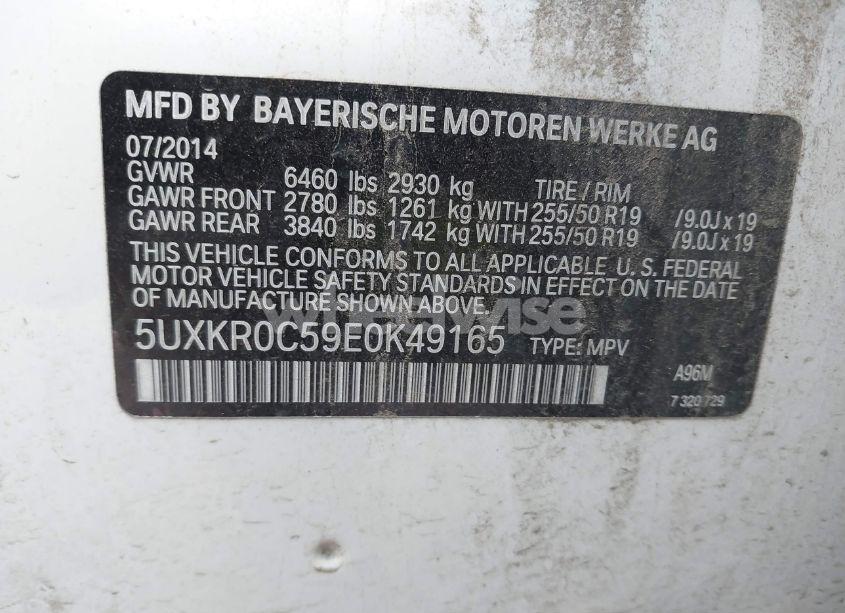 MFD BY BAYERISCHE MOTOREN WERKE AG
07/2014
GVWR 6460 lbs 2930 kg TIRE / RIM
GAWR FRONT 2780 lbs 1261 kg WITH 255/50 R19 /9.0J x 19
GAWR REAR 3840 lbs 1742 kg WITH 255/50 R19 /9.0J x 19
THIS VEHICLE CONFORMS TO ALL APPLICABLE U. S. FEDERAL
MOTOR VEHICLE SAFETY STANDARDS IN EFFECT ON THE DATE
OF MANUFACTURE SHOWN ABOVE.
wheelwise
5UXKR0C59E0K49165 TYPE: MPV
A96M
7 320 729